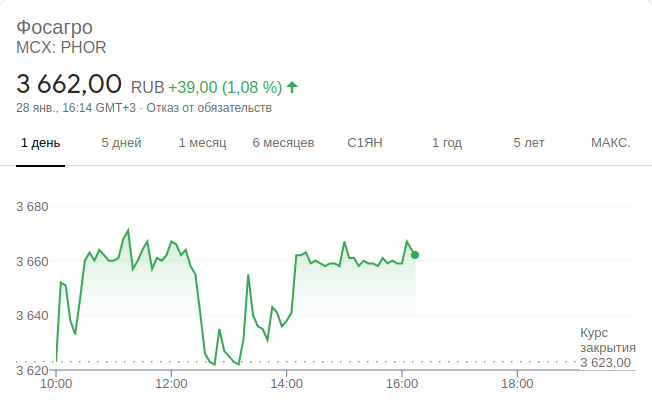 Фосагро
MCX: PHOR
3 662,00 RUB +39,00 (1,08 %)
28 янв., 16:14 GMT+3 · Отказ от обязательств
1 день 5 дней 1 месяц 6 месяцев С1ЯН 1 год 5 лет МАКС.
3 680
3 660
3 640
Курс
закрытия
3 623,00
3 620
10:00 12:00 14:00 16:00 18:00